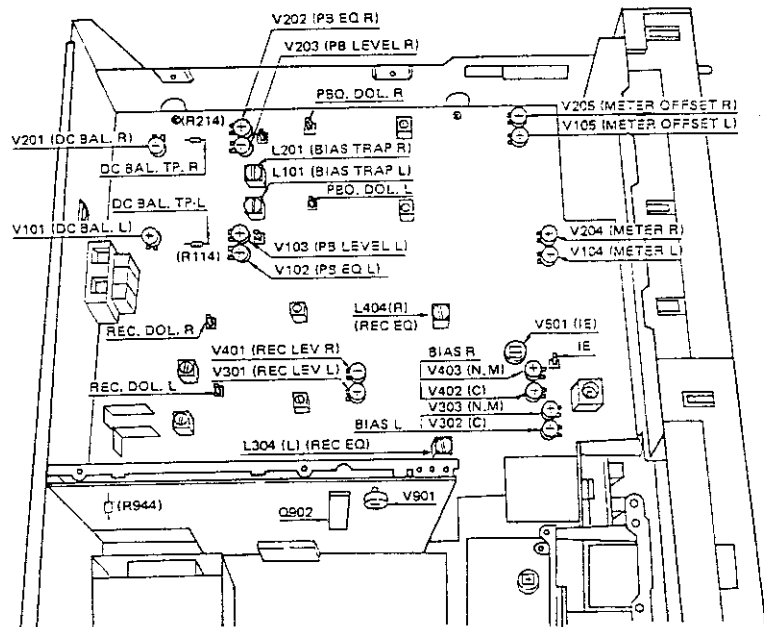 V202 (PB EQ R)
V203 (PB LEVEL R)
(R214)
PBO. DOL. R
V205 (METER OFFSET R)
V105 (METER OFFSET L)
V201 (DC BAL. R)
DC BAL. TP. R
L201 (BIAS TRAP R)
L101 (BIAS TRAP L)
PBO. DOL. L
DC BAL. TP. L
V101 (DC BAL. L)
(R114)
V103 (PB LEVEL L)
V102 (PB EQ L)
V204 (METER R)
V104 (METER L)
L404(R)
(REC EQ)
REC. DOL. R
V501 (IE)
IE
V401 (REC LEV R)
V301 (REC LEV L)
BIAS R
V403 (N.M)
V402 (C)
REC. DOL. L
V303 (N.M)
BIAS L
V302 (C)
L304 (L) (REC EQ)
(R944)
Q902
V901